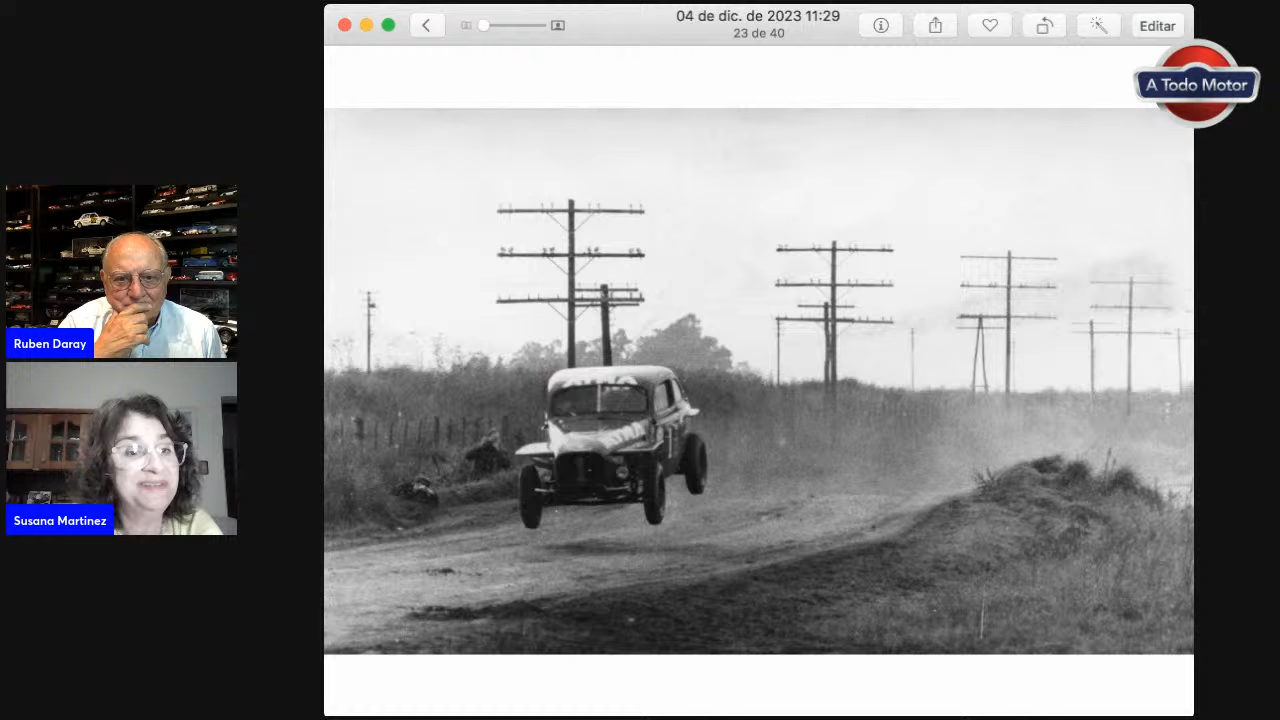 04 de dic. de 2023 11:29
23 de 40
Editar
A Todo Motor
Ruben Daray
Susana Martinez